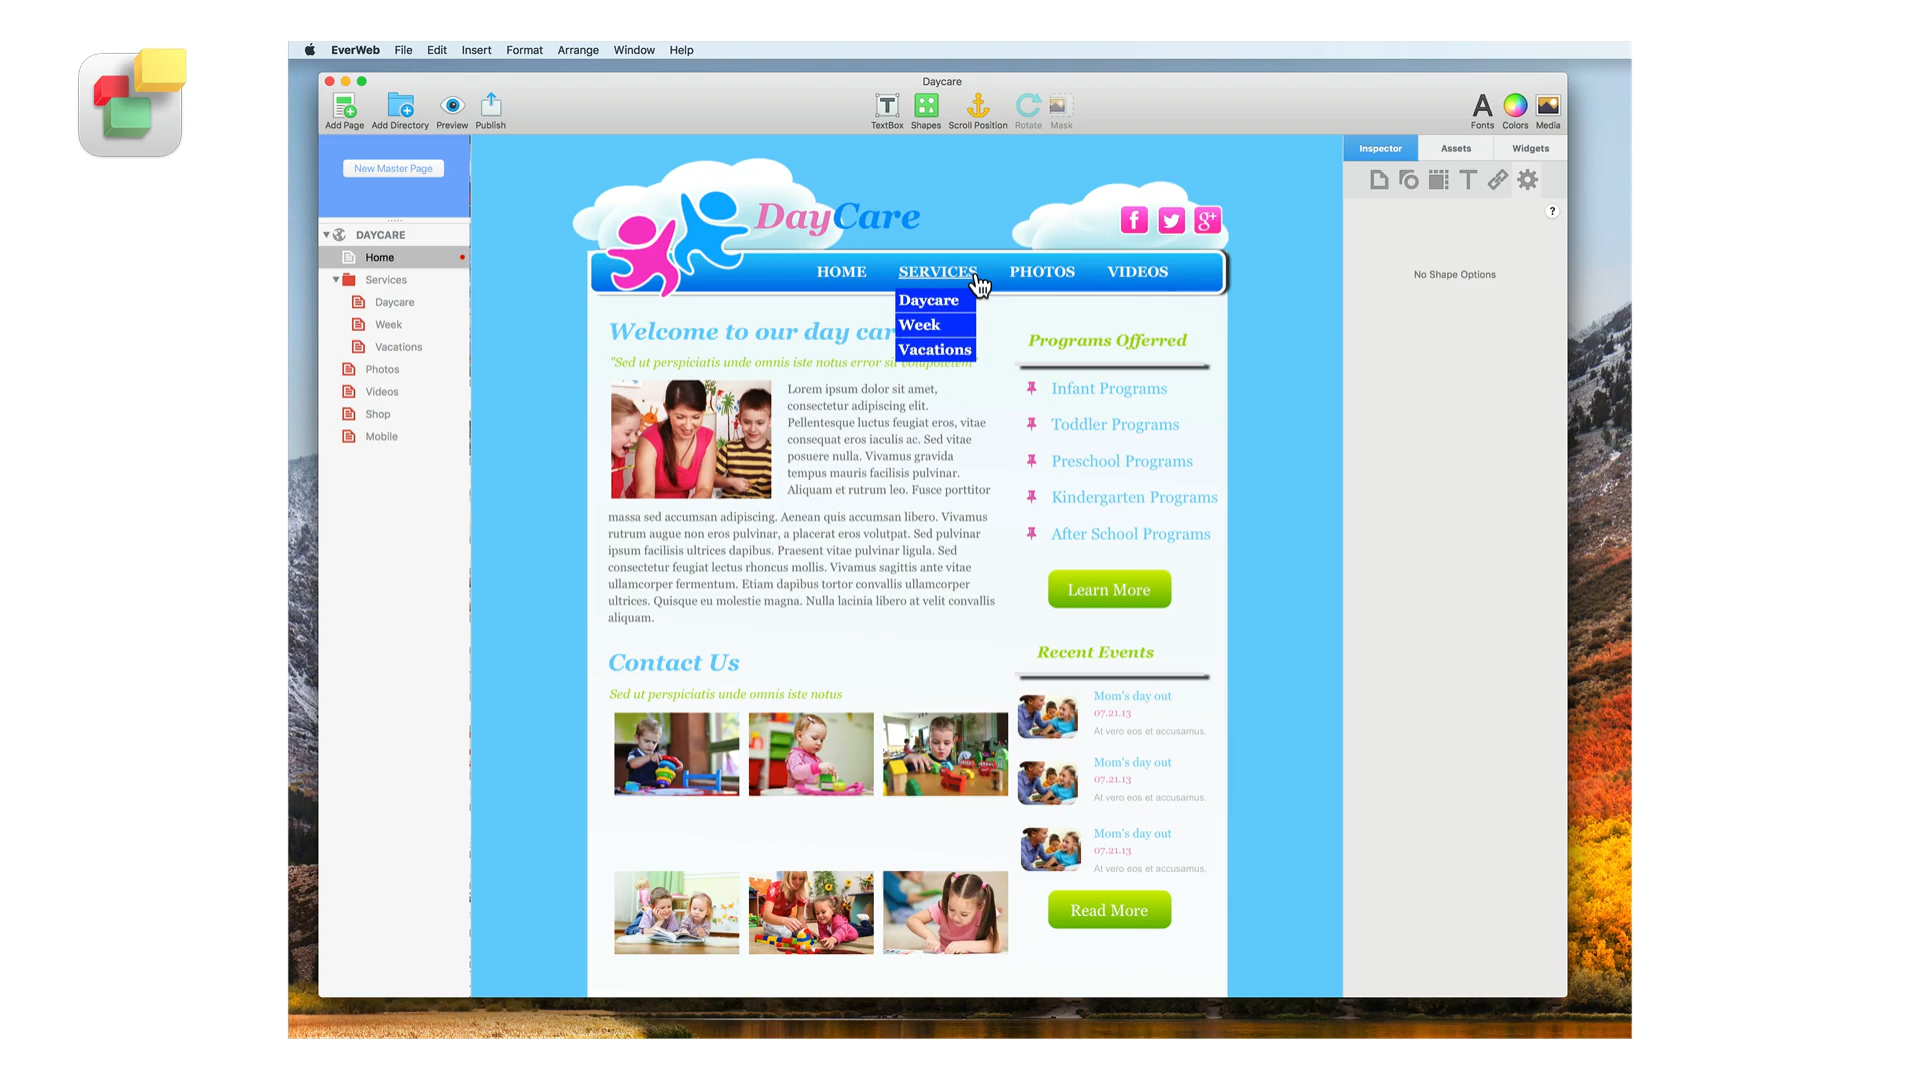 EverWeb File Edit Insert Format Arrange Window Help
Daycare
Add Page Add Directory Preview Publish
TextBox Shapes Scroll Position Rotate Mask
Fonts Colors Media
New Master Page
DAYCARE
Home
Services
Daycare
Week
Vacations
Photos
Videos
Shop
Mobile
DayCare
f g+
HOME SERVICES PHOTOS VIDEOS
Daycare
Week
Vacations
Welcome to our day car
"Sed ut perspiciatis unde omnis iste notus error sit voluptatem"
Lorem ipsum dolor sit amet,
consectetur adipiscing elit.
Pellentesque luctus feugiat eros, vitae
consequat eros iaculis ac. Sed vitae
posuere nulla. Vivamus gravida
tempus mauris facilisis pulvinar.
Aliquam et rutrum leo. Fusce porttitor
massa sed accumsan adipiscing. Aenean quis accumsan libero. Vivamus
rutrum augue non eros pulvinar, a placerat eros volutpat. Sed pulvinar
ipsum facilisis ultrices dapibus. Praesent vitae pulvinar ligula. Sed
consectetur feugiat lectus rhoncus mollis. Vivamus sagittis ante vitae
ullamcorper fermentum. Etiam dapibus tortor convallis ullamcorper
ultrices. Quisque eu molestie magna. Nulla lacinia libero at velit convallis
aliquam.
Contact Us
Sed ut perspiciatis unde omnis iste notus
Programs Offerred
Infant Programs
Toddler Programs
Preschool Programs
Kindergarten Programs
After School Programs
Learn More
Recent Events
Mom's day out
07.21.13
At vero eos et accusamus.
Mom's day out
07.21.13
At vero eos et accusamus.
Mom's day out
07.21.13
At vero eos et accusamus.
Read More
Inspector Assets Widgets
?
No Shape Options